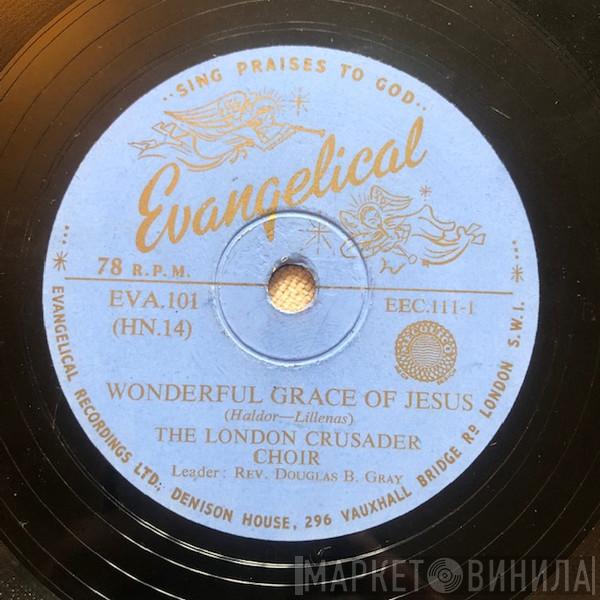 ..SING PRAISES TO GOD..
Evangelical
78 R.P.M.
EVA.101
(HN.14)
EEC.111-1
WONDERFUL GRACE OF JESUS
(Haldor—Lillenas)
THE LONDON CRUSADER
CHOIR
Leader: REV. DOUGLAS B. GRAY
EVANGELICAL RECORDINGS LTD., DENISON HOUSE, 296 VAUXHALL BRIDGE RD LONDON S.W.1.
МАРКЕТ ВИНИЛА